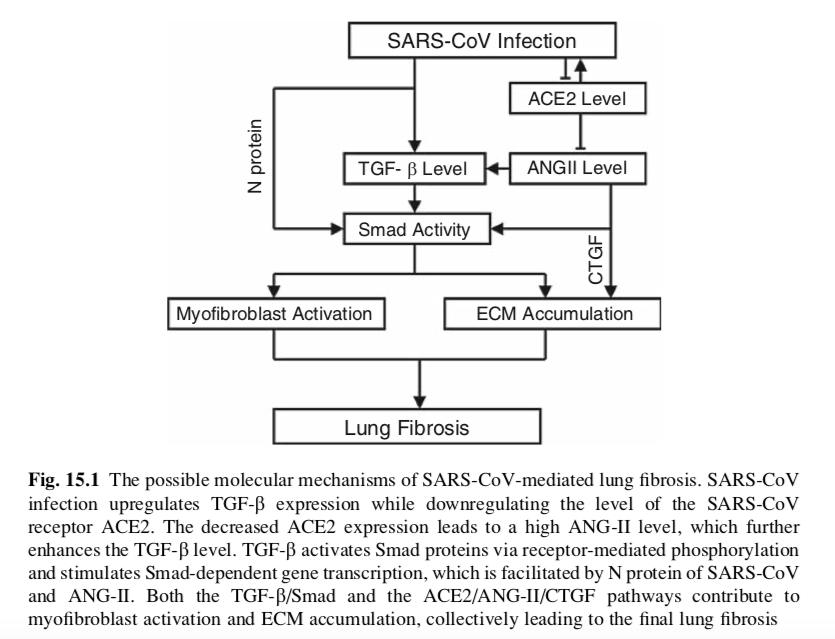 SARS-CoV Infection
ACE2 Level
N protein
TGF- β Level
ANGII Level
Smad Activity
CTGF
Myofibroblast Activation
ECM Accumulation
Lung Fibrosis
Fig. 15.1 The possible molecular mechanisms of SARS-CoV-mediated lung fibrosis. SARS-CoV
infection upregulates TGF-β expression while downregulating the level of the SARS-CoV
receptor ACE2. The decreased ACE2 expression leads to a high ANG-II level, which further
enhances the TGF-β level. TGF-β activates Smad proteins via receptor-mediated phosphorylation
and stimulates Smad-dependent gene transcription, which is facilitated by N protein of SARS-CoV
and ANG-II. Both the TGF-β/Smad and the ACE2/ANG-II/CTGF pathways contribute to
myofibroblast activation and ECM accumulation, collectively leading to the final lung fibrosis